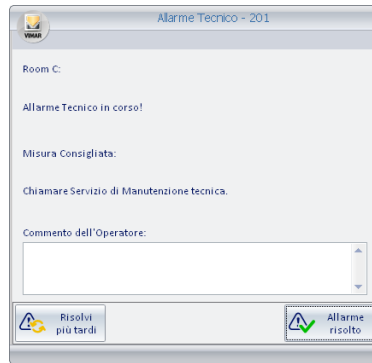 Allarme Tecnico - 201
VIMAR
Room C:
Allarme Tecnico in corso!
Misura Consigliata:
Chiamare Servizio di Manutenzione tecnica.
Commento dell'Operatore:
Risolvi
più tardi
Allarme
risolto